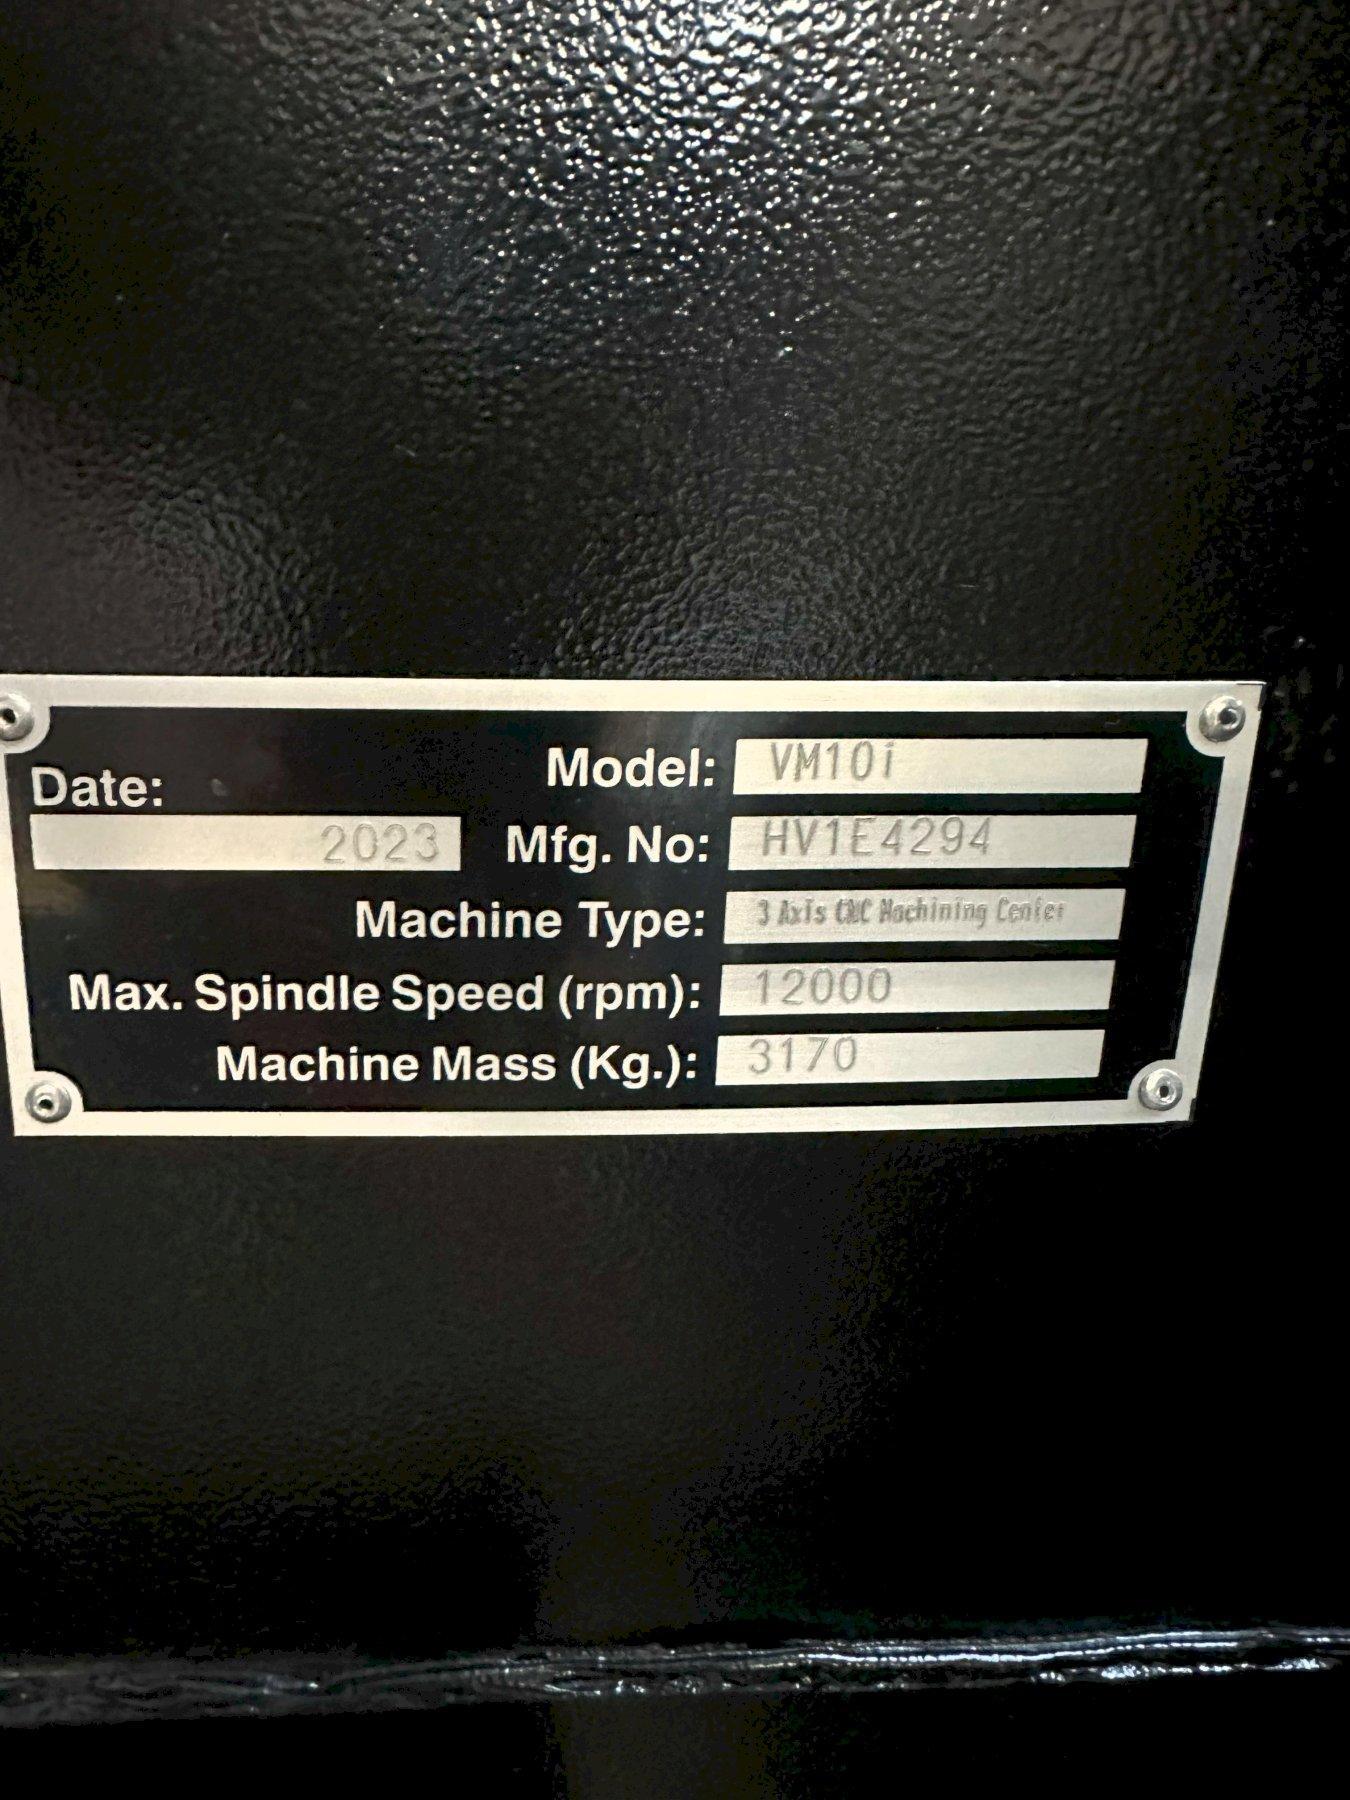 Model: VM10i
Date:
2023
Mfg. No: HV1E4294
Machine Type: 3 Axis CNC Machining Center
Max. Spindle Speed (rpm): 12000
Machine Mass (Kg.): 3170